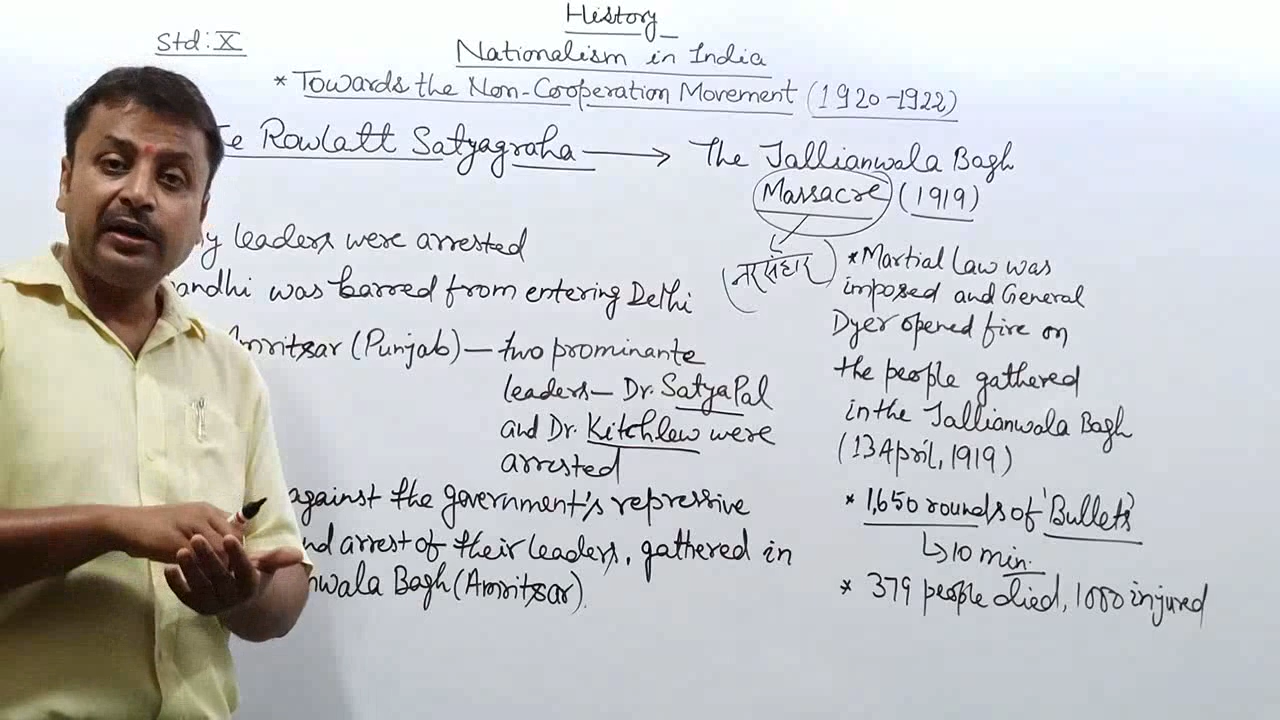 History
Std: X
Nationalism in India
* Towards the Non-Cooperation Movement (1920-1922)
Rowlatt Satyagraha → The Jallianwala Bagh
Massacre (1919)
(नरसंहार)
leaders were arrested
Gandhi was barred from entering Delhi
Amritsar (Punjab) - two prominante
leaders- Dr. SatyaPal
and Dr. Kitchlew were
arrested
against the government's repressive
arrest of their leaders, gathered in
Bagh (Amritsar).
* Martial Law was
imposed and General
Dyer opened fire on
the people gathered
in the Jallianwala Bagh
(13 April, 1919)
* 1,650 rounds of 'Bullets'
↳ 10 min.
* 379 people died, 1000 injured